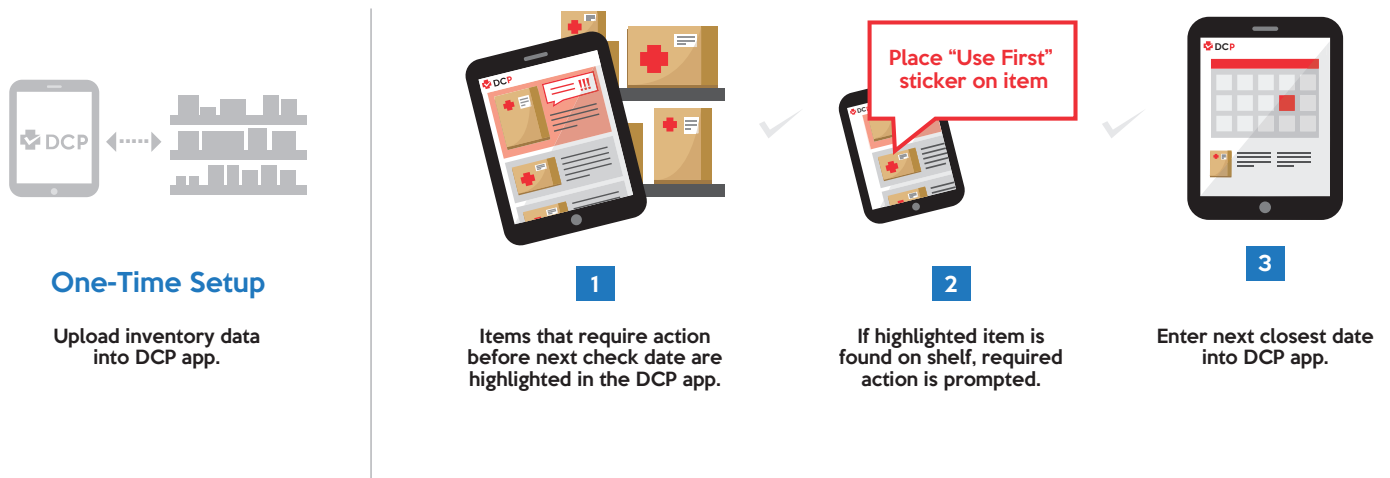 DCP
One-Time Setup
Upload inventory data
into DCP app.
DCP
!!!
1
Items that require action
before next check date are
highlighted in the DCP app.
Place “Use First”
sticker on item
DC
2
If highlighted item is
found on shelf, required
action is prompted.
DCP
3
Enter next closest date
into DCP app.